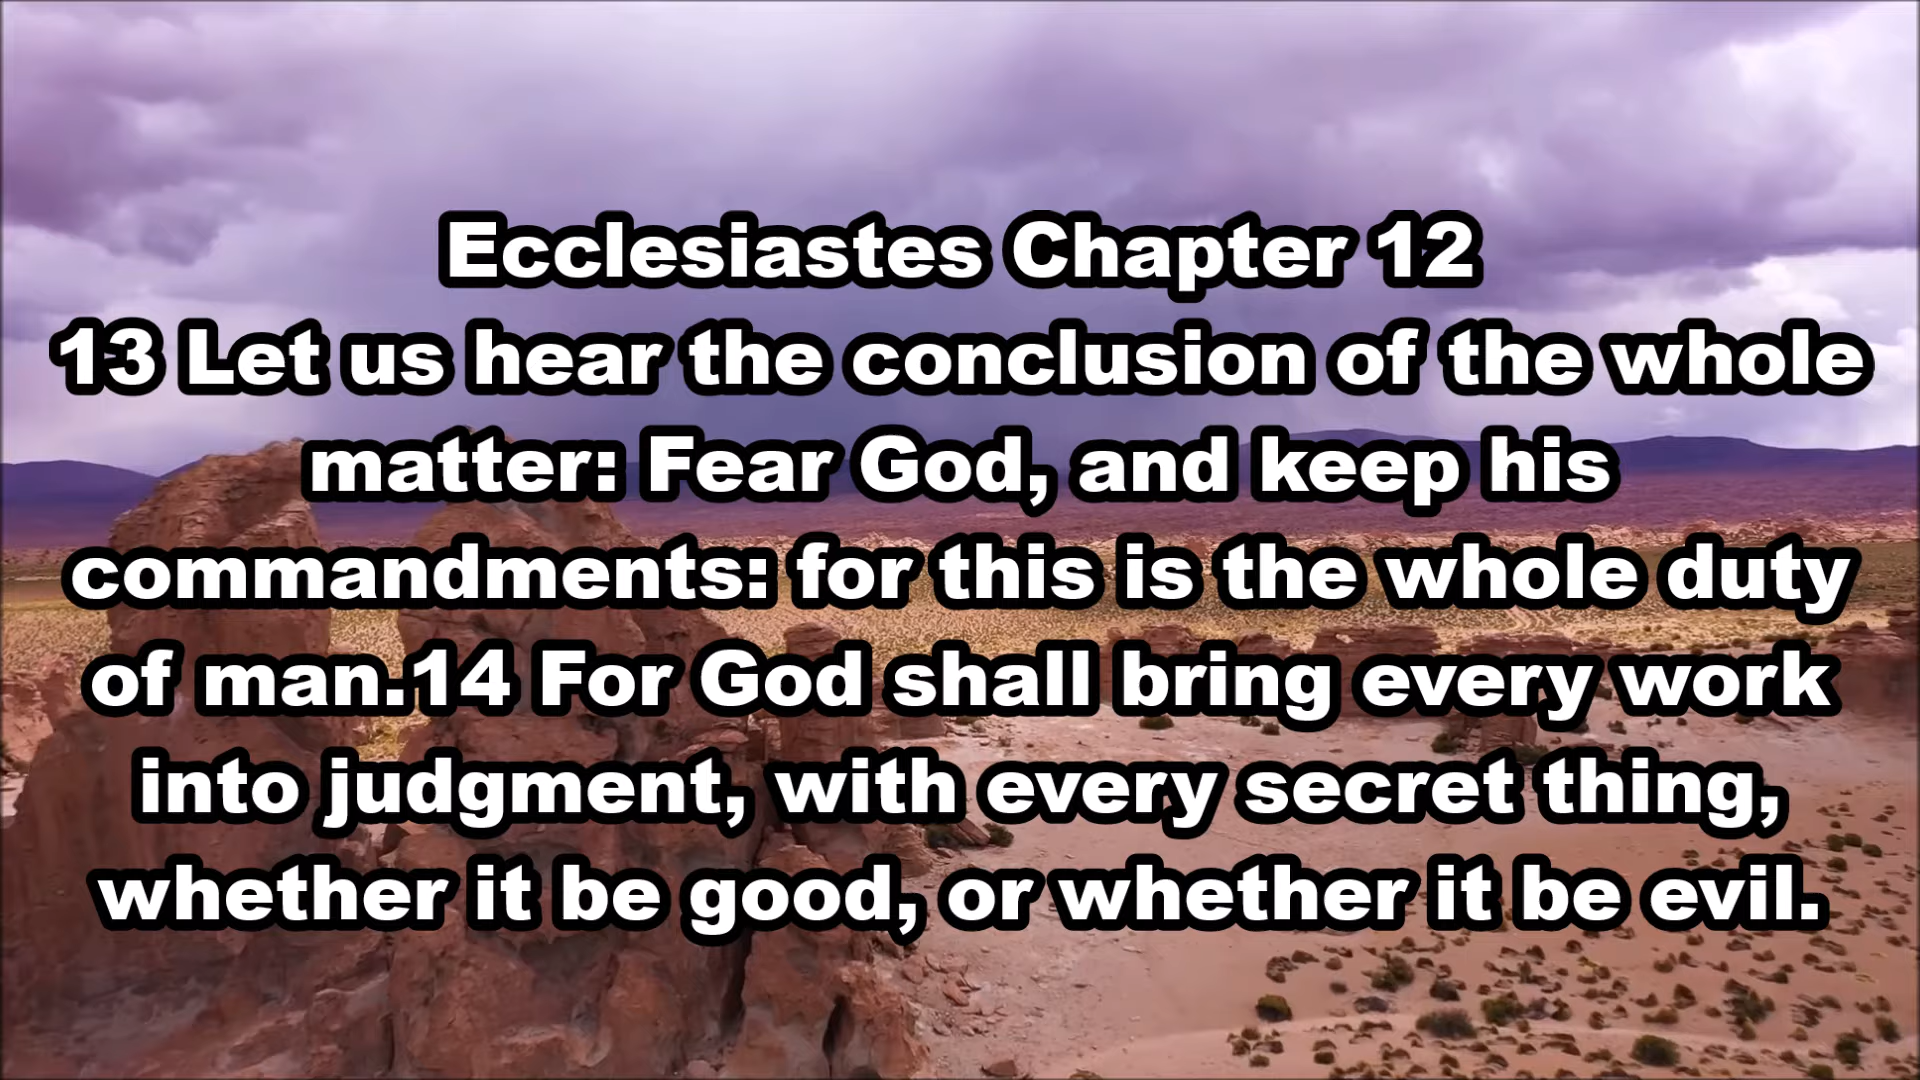 Ecclesiastes Chapter 12
13 Let us hear the conclusion of the whole
matter: Fear God, and keep his
commandments: for this is the whole duty
of man.14 For God shall bring every work
into judgment, with every secret thing,
whether it be good, or whether it be evil.